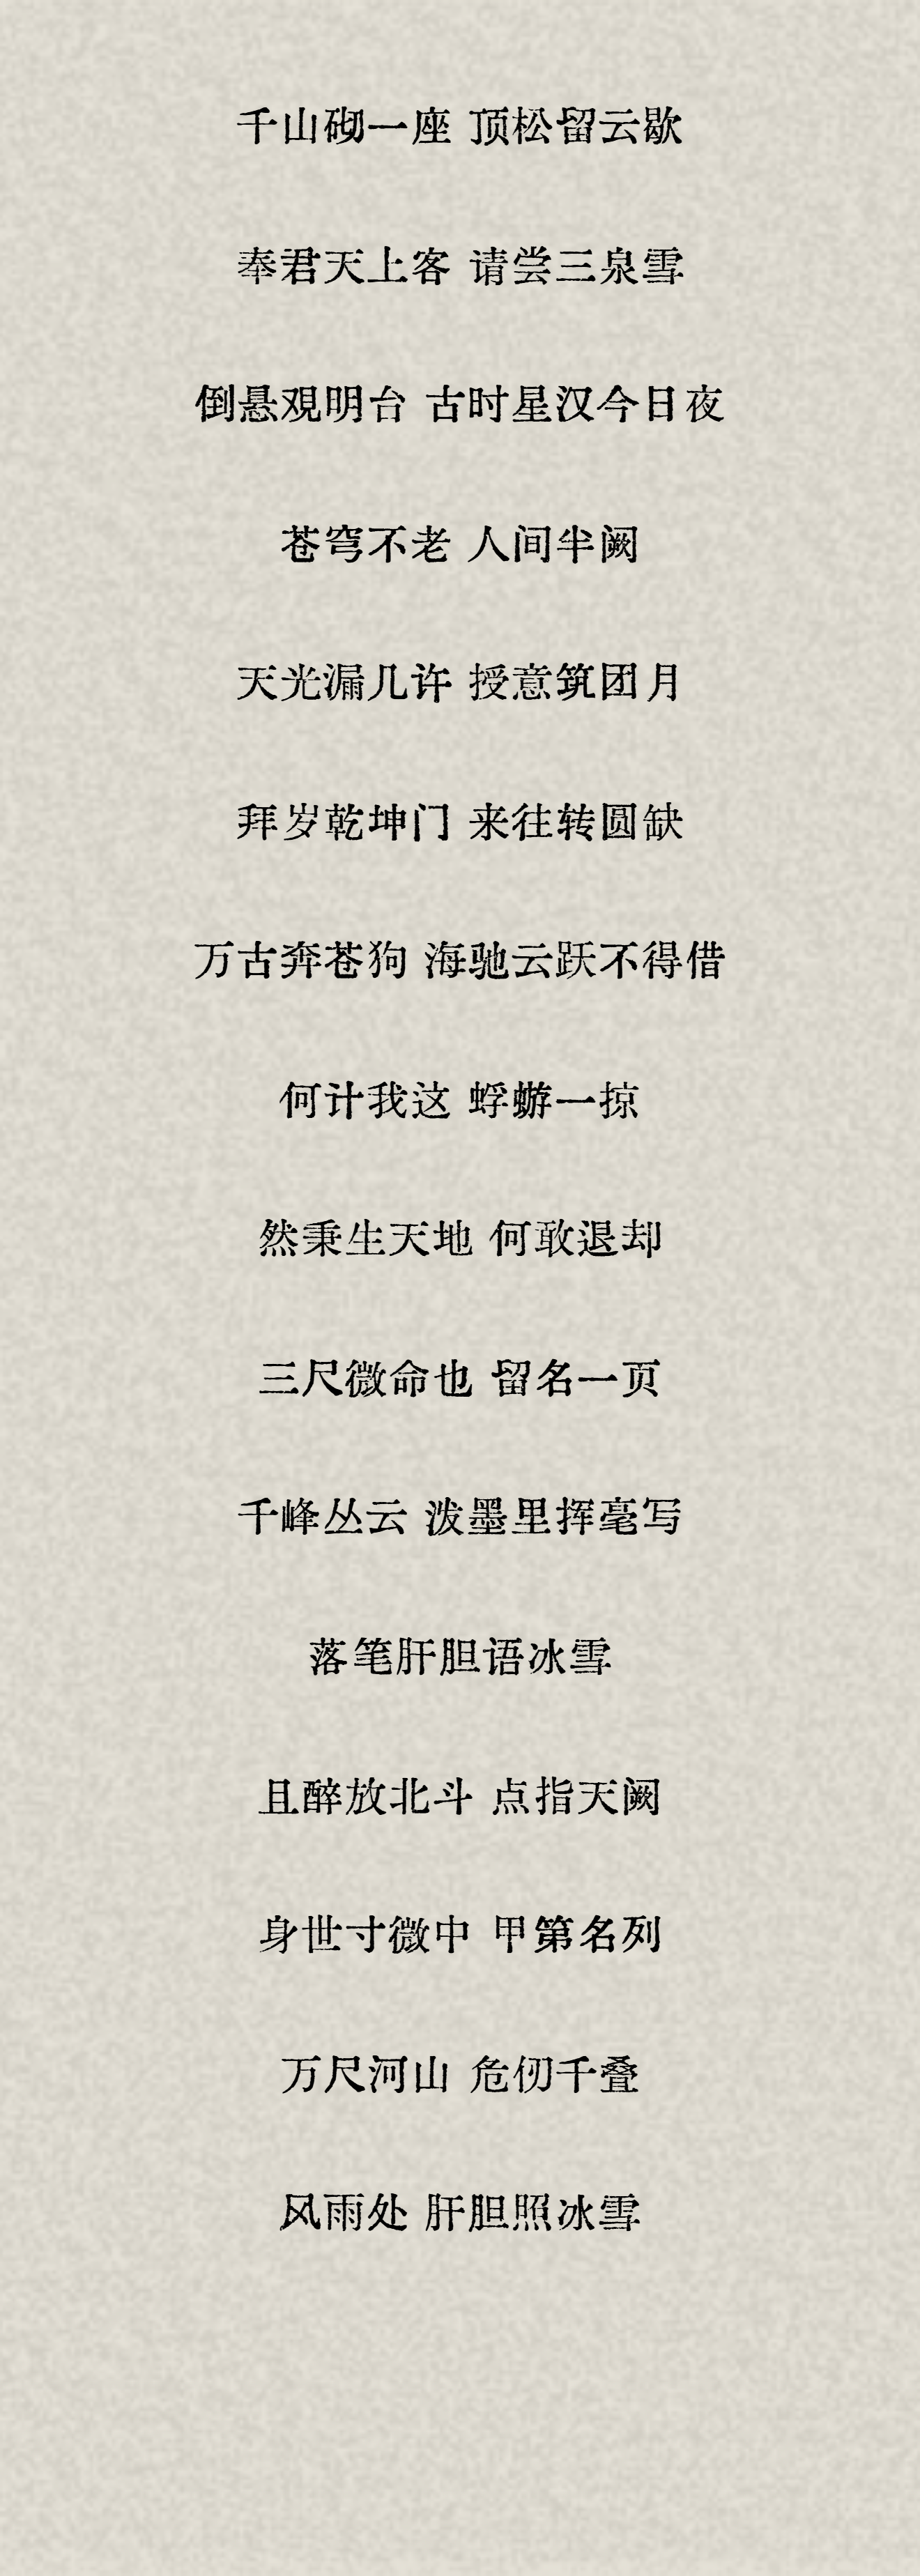 千山砌一座 顶松留云歇
奉君天上客 请尝三泉雪
倒悬观明台 古时星汉今日夜
苍穹不老 人间半阙
天光漏几许 授意筑团月
拜岁乾坤门 来往转圆缺
万古奔苍狗 海驰云跃不得借
何计我这 蜉蝣一掠
然秉生天地 何敢退却
三尺微命也 留名一页
千峰丛云 泼墨里挥毫写
落笔肝胆语冰雪
且醉放北斗 点指天阙
身世寸微中 甲第名列
万尺河山 危仞千叠
风雨处 肝胆照冰雪